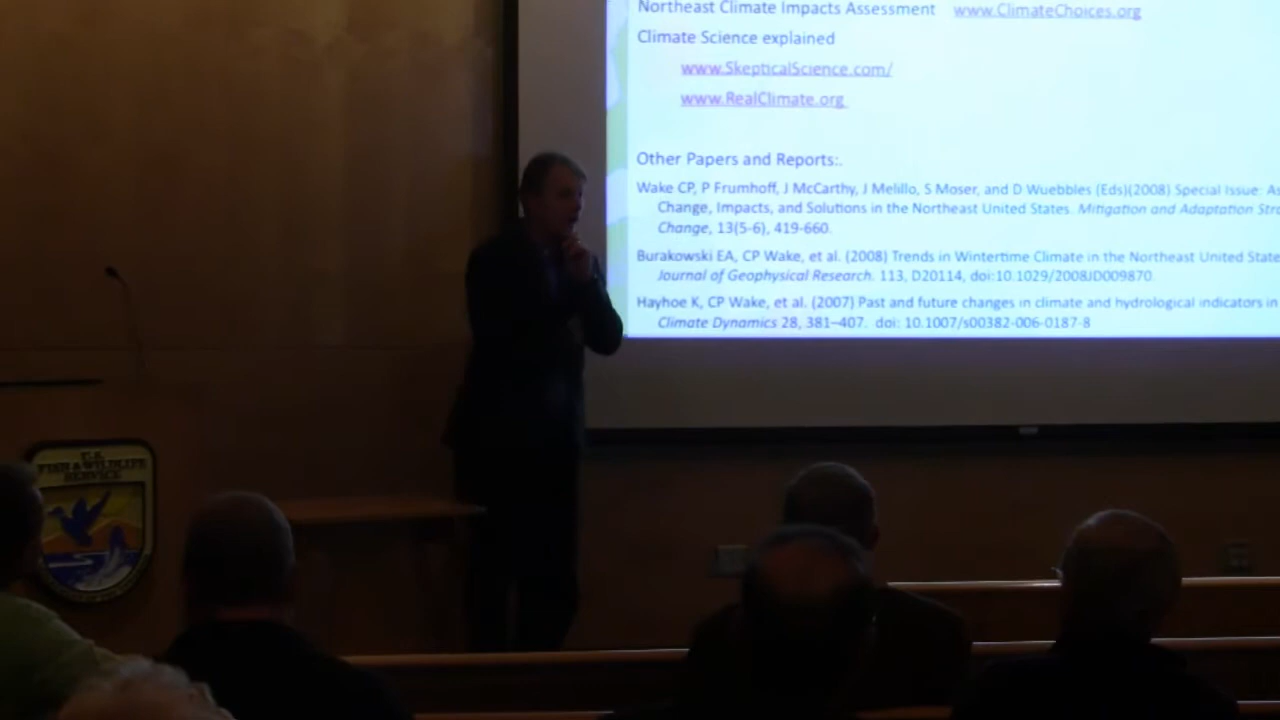 Northeast Climate Impacts Assessment www.ClimateChoices.org
Climate Science explained
www.SkepticalScience.com/
www.RealClimate.org
Other Papers and Reports:.
Wake CP, P Frumhoff, J McCarthy, J Melillo, S Moser, and D Wuebbles (Eds)(2008) Special Issue: As
Change, Impacts, and Solutions in the Northeast United States. Mitigation and Adaptation Stra
Change, 13(5-6), 419-660.
Burakowski EA, CP Wake, et al. (2008) Trends in Wintertime Climate in the Northeast United State
Journal of Geophysical Research. 113, D20114, doi:10.1029/2008JD009870
Hayhoe K, CP Wake, et al. (2007) Past and future changes in climate and hydrological indicators in
Climate Dynamics 28, 381–407. doi: 10.1007/s00382-006-0187-8
U.S.
FISH & WILDLIFE
SERVICE